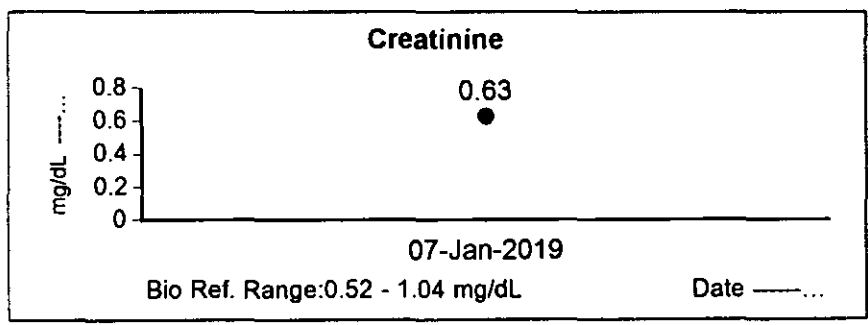 Creatinine
0.8
0.6
0.4
0.2
0
mg/dL ----...
0.63
07-Jan-2019
Bio Ref. Range:0.52 - 1.04 mg/dL Date ------...